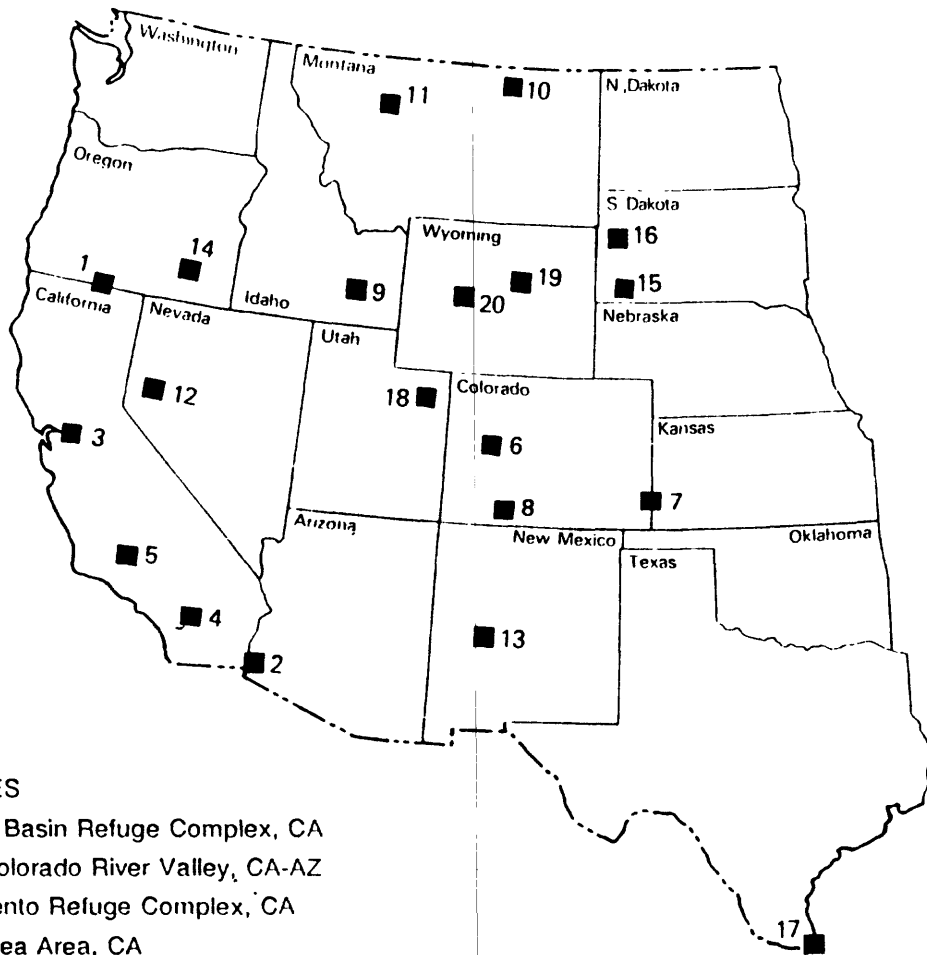 Washington
Montana
11
10
N. Dakota
Oregon
S Dakota
16
Wyoming
14
1
19
9
15
20
California
Idaho
Nevada
Nebraska
Utah
12
18
Colorado
3
6
Kansas
7
8
Arizona
New Mexico
Oklahoma
5
Texas
4
13
2
ES
Basin Refuge Complex, CA
olorado River Valley, CA-AZ
ento Refuge Complex, CA
ea Area, CA
17